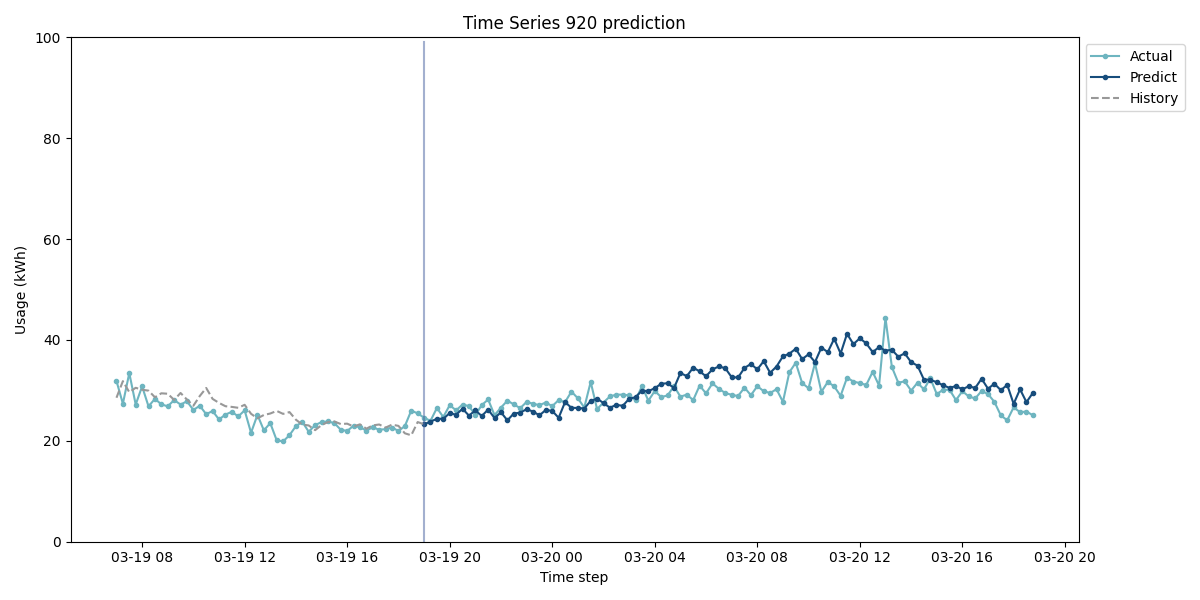 Time Series 920 prediction
100
80
60
40
20
0
Usage (kWh)
03-19 08
03-19 12
03-19 16
03-19 20
03-20 00
03-20 04
03-20 08
03-20 12
03-20 16
03-20 20
Time step
Actual
Predict
History